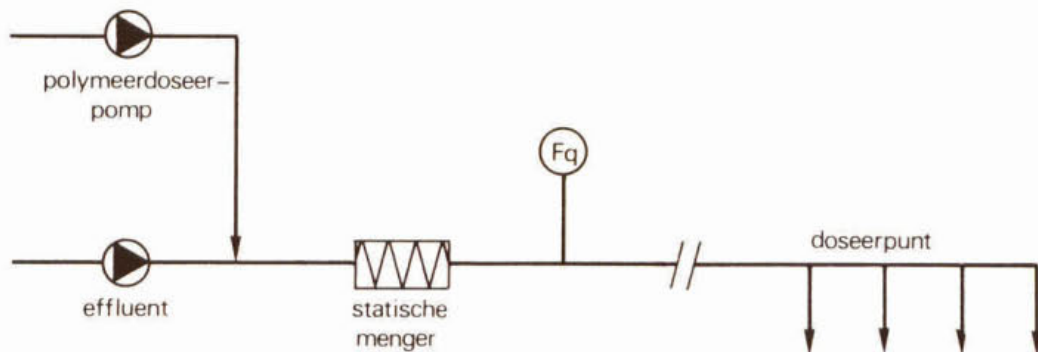 polymeerdoseer-
pomp
Fq
doseerpunt
effluent
statische
menger